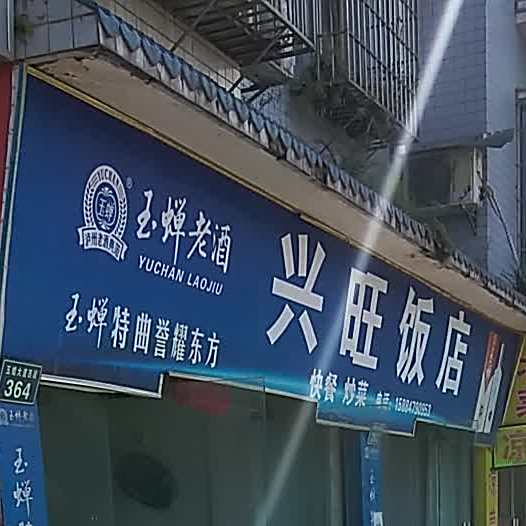 玉蝉老酒
YUCHAN LAOJIU
玉蝉特曲誉耀东方
兴旺饭店
快餐 炒菜
364
玉蝉
凉